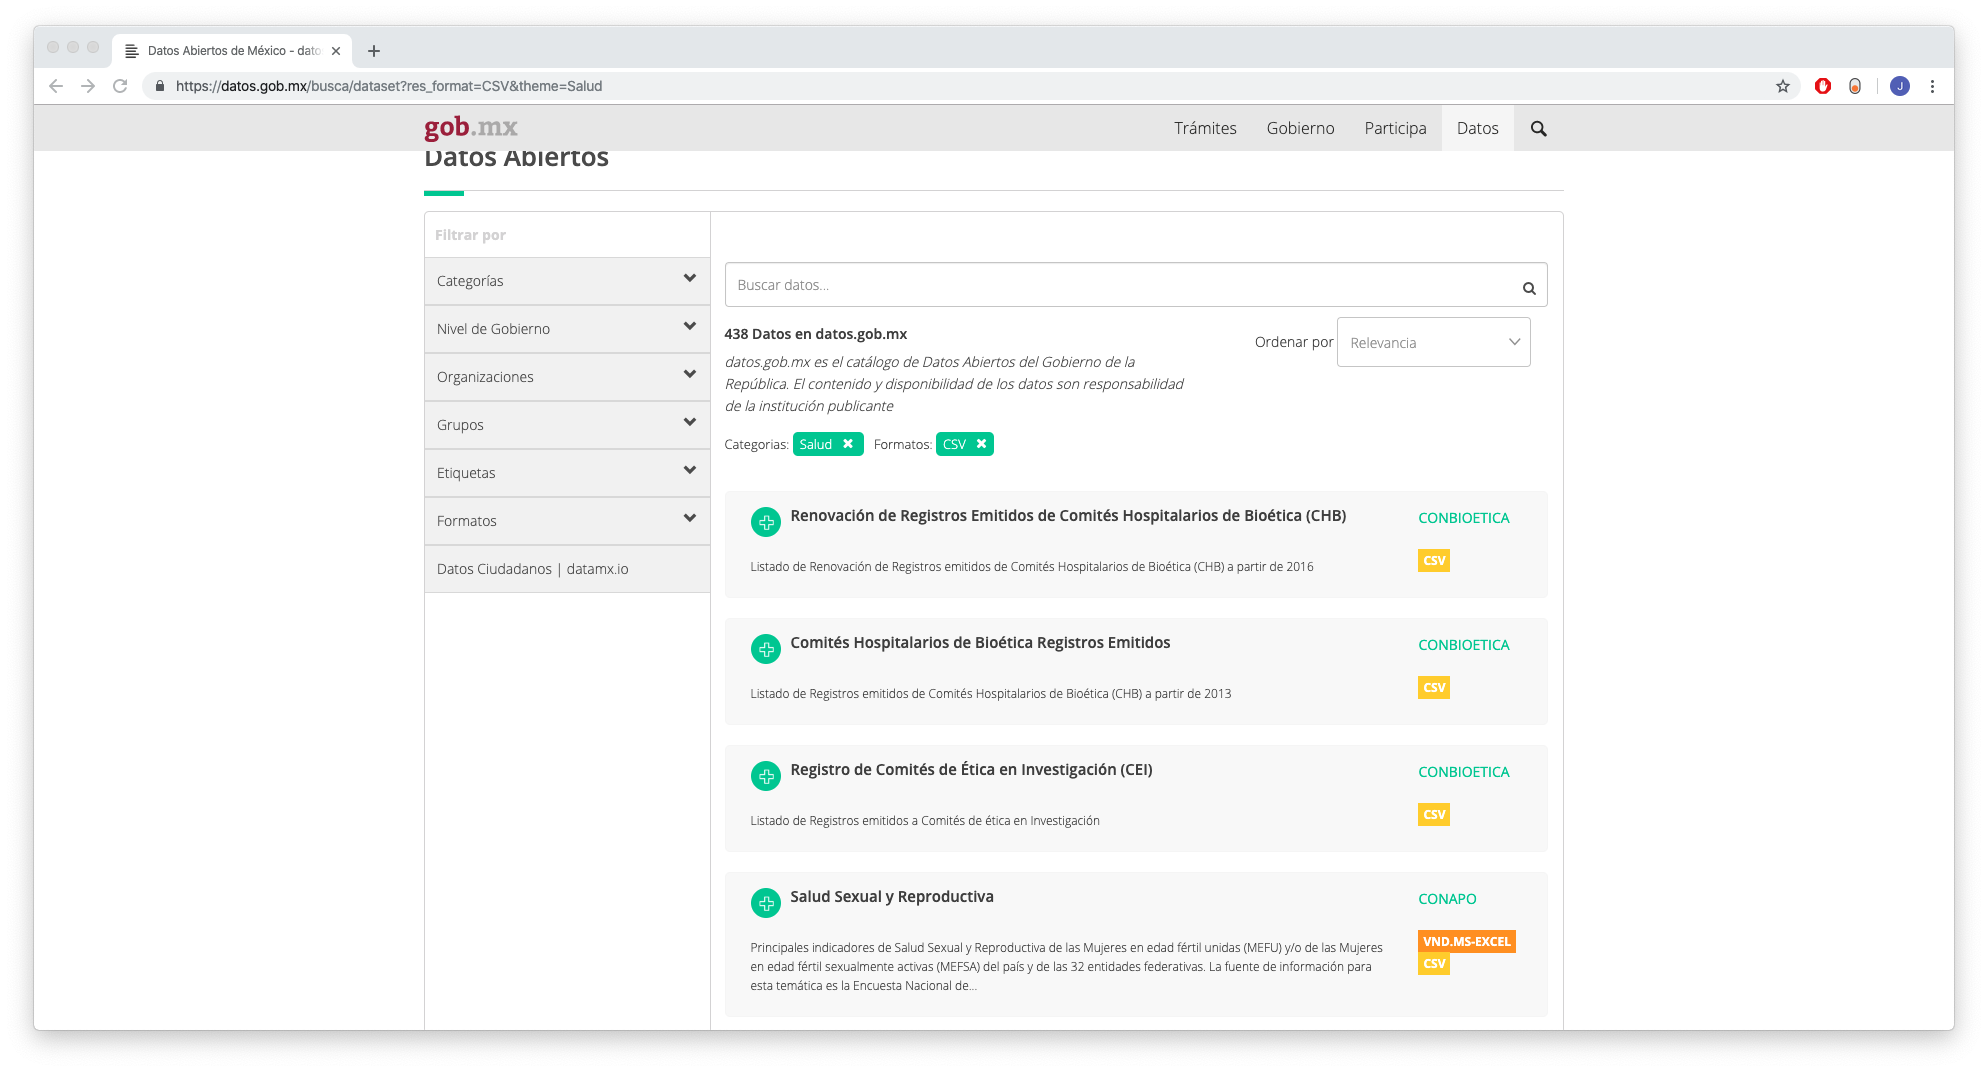 Datos Abiertos de México - dato
https://datos.gob.mx/busca/dataset?res_format=CSV&theme=Salud
J
gob.mx
Trámites Gobierno Participa Datos
Datos Abiertos
Filtrar por
Categorías
Nivel de Gobierno
Organizaciones
Grupos
Etiquetas
Formatos
Datos Ciudadanos | datamx.io
Buscar datos...
438 Datos en datos.gob.mx
Ordenar por Relevancia
datos.gob.mx es el catálogo de Datos Abiertos del Gobierno de la
República. El contenido y disponibilidad de los datos son responsabilidad
de la institución publicante
Categorias: Salud Formatos: CSV
Renovación de Registros Emitidos de Comités Hospitalarios de Bioética (CHB)
CONBIOETICA
Listado de Renovación de Registros emitidos de Comités Hospitalarios de Bioética (CHB) a partir de 2016
CSV
Comités Hospitalarios de Bioética Registros Emitidos
CONBIOETICA
Listado de Registros emitidos de Comités Hospitalarios de Bioética (CHB) a partir de 2013
CSV
Registro de Comités de Ética en Investigación (CEI)
CONBIOETICA
Listado de Registros emitidos a Comités de ética en Investigación
CSV
Salud Sexual y Reproductiva
CONAPO
Principales indicadores de Salud Sexual y Reproductiva de las Mujeres en edad fértil unidas (MEFU) y/o de las Mujeres
en edad fértil sexualmente activas (MEFSA) del país y de las 32 entidades federativas. La fuente de información para
esta temática es la Encuesta Nacional de...
VND.MS-EXCEL
CSV